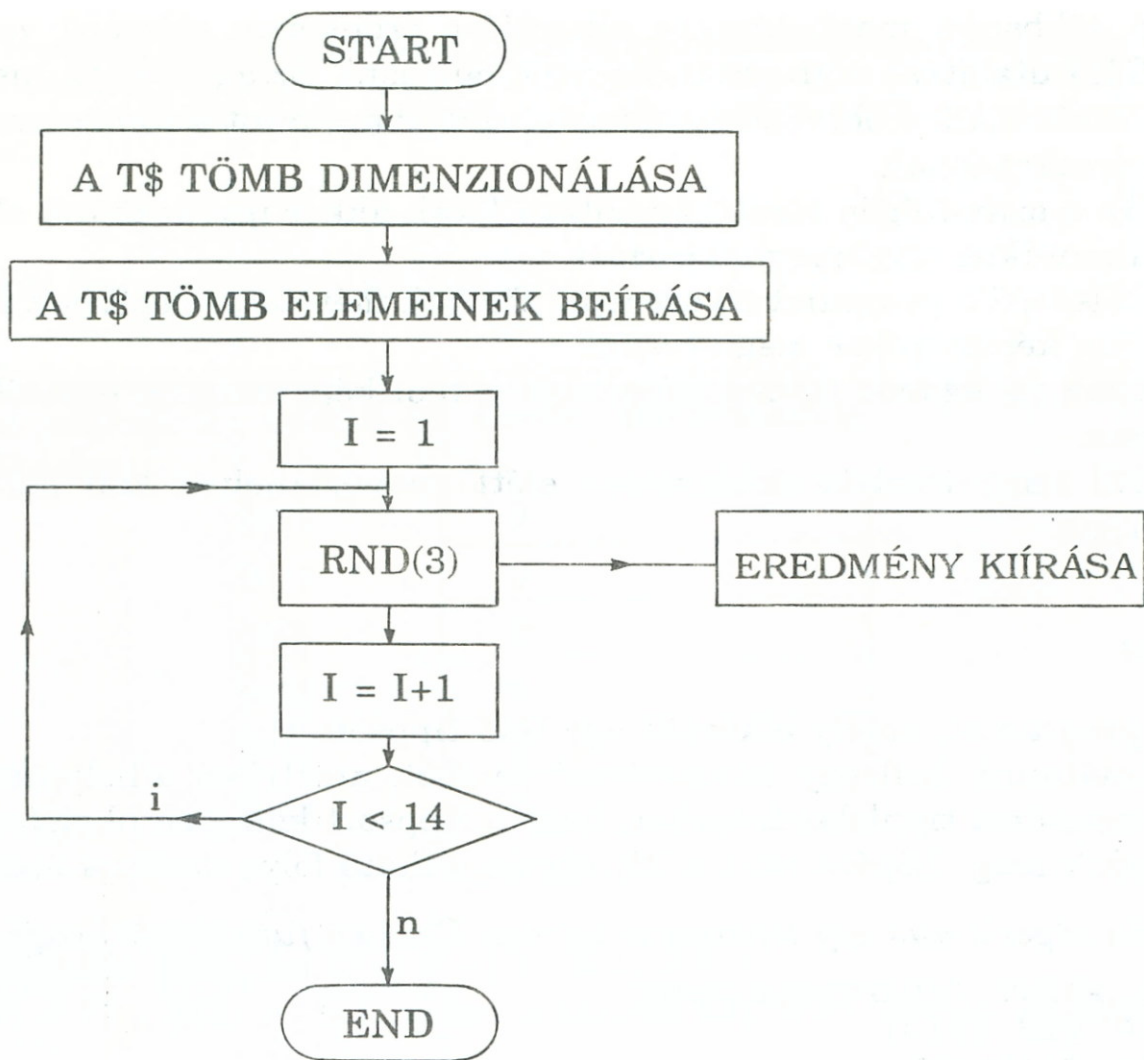 START
A T$ TÖMB DIMENZIONÁLÁSA
A T$ TÖMB ELEMEINEK BEÍRÁSA
I = 1
RND(3)
EREDMÉNY KIÍRÁSA
I = I+1
i
I < 14
n
END